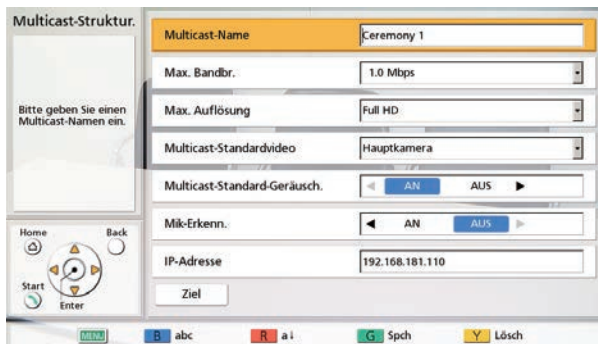 Multicast-Struktur.
Bitte geben Sie einen
Multicast-Namen ein.
Multicast-Name
Ceremony 1
Max. Bandbr.
1.0 Mbps
Max. Auflösung
Full HD
Multicast-Standardvideo
Hauptkamera
Multicast-Standard-Geräusch.
AN AUS
Mik-Erkenn.
AN AUS
IP-Adresse
192.168.181.110
Ziel
Home Back
Start
Enter
MENU
B abc
R a↓
G Spch
Y Lösch